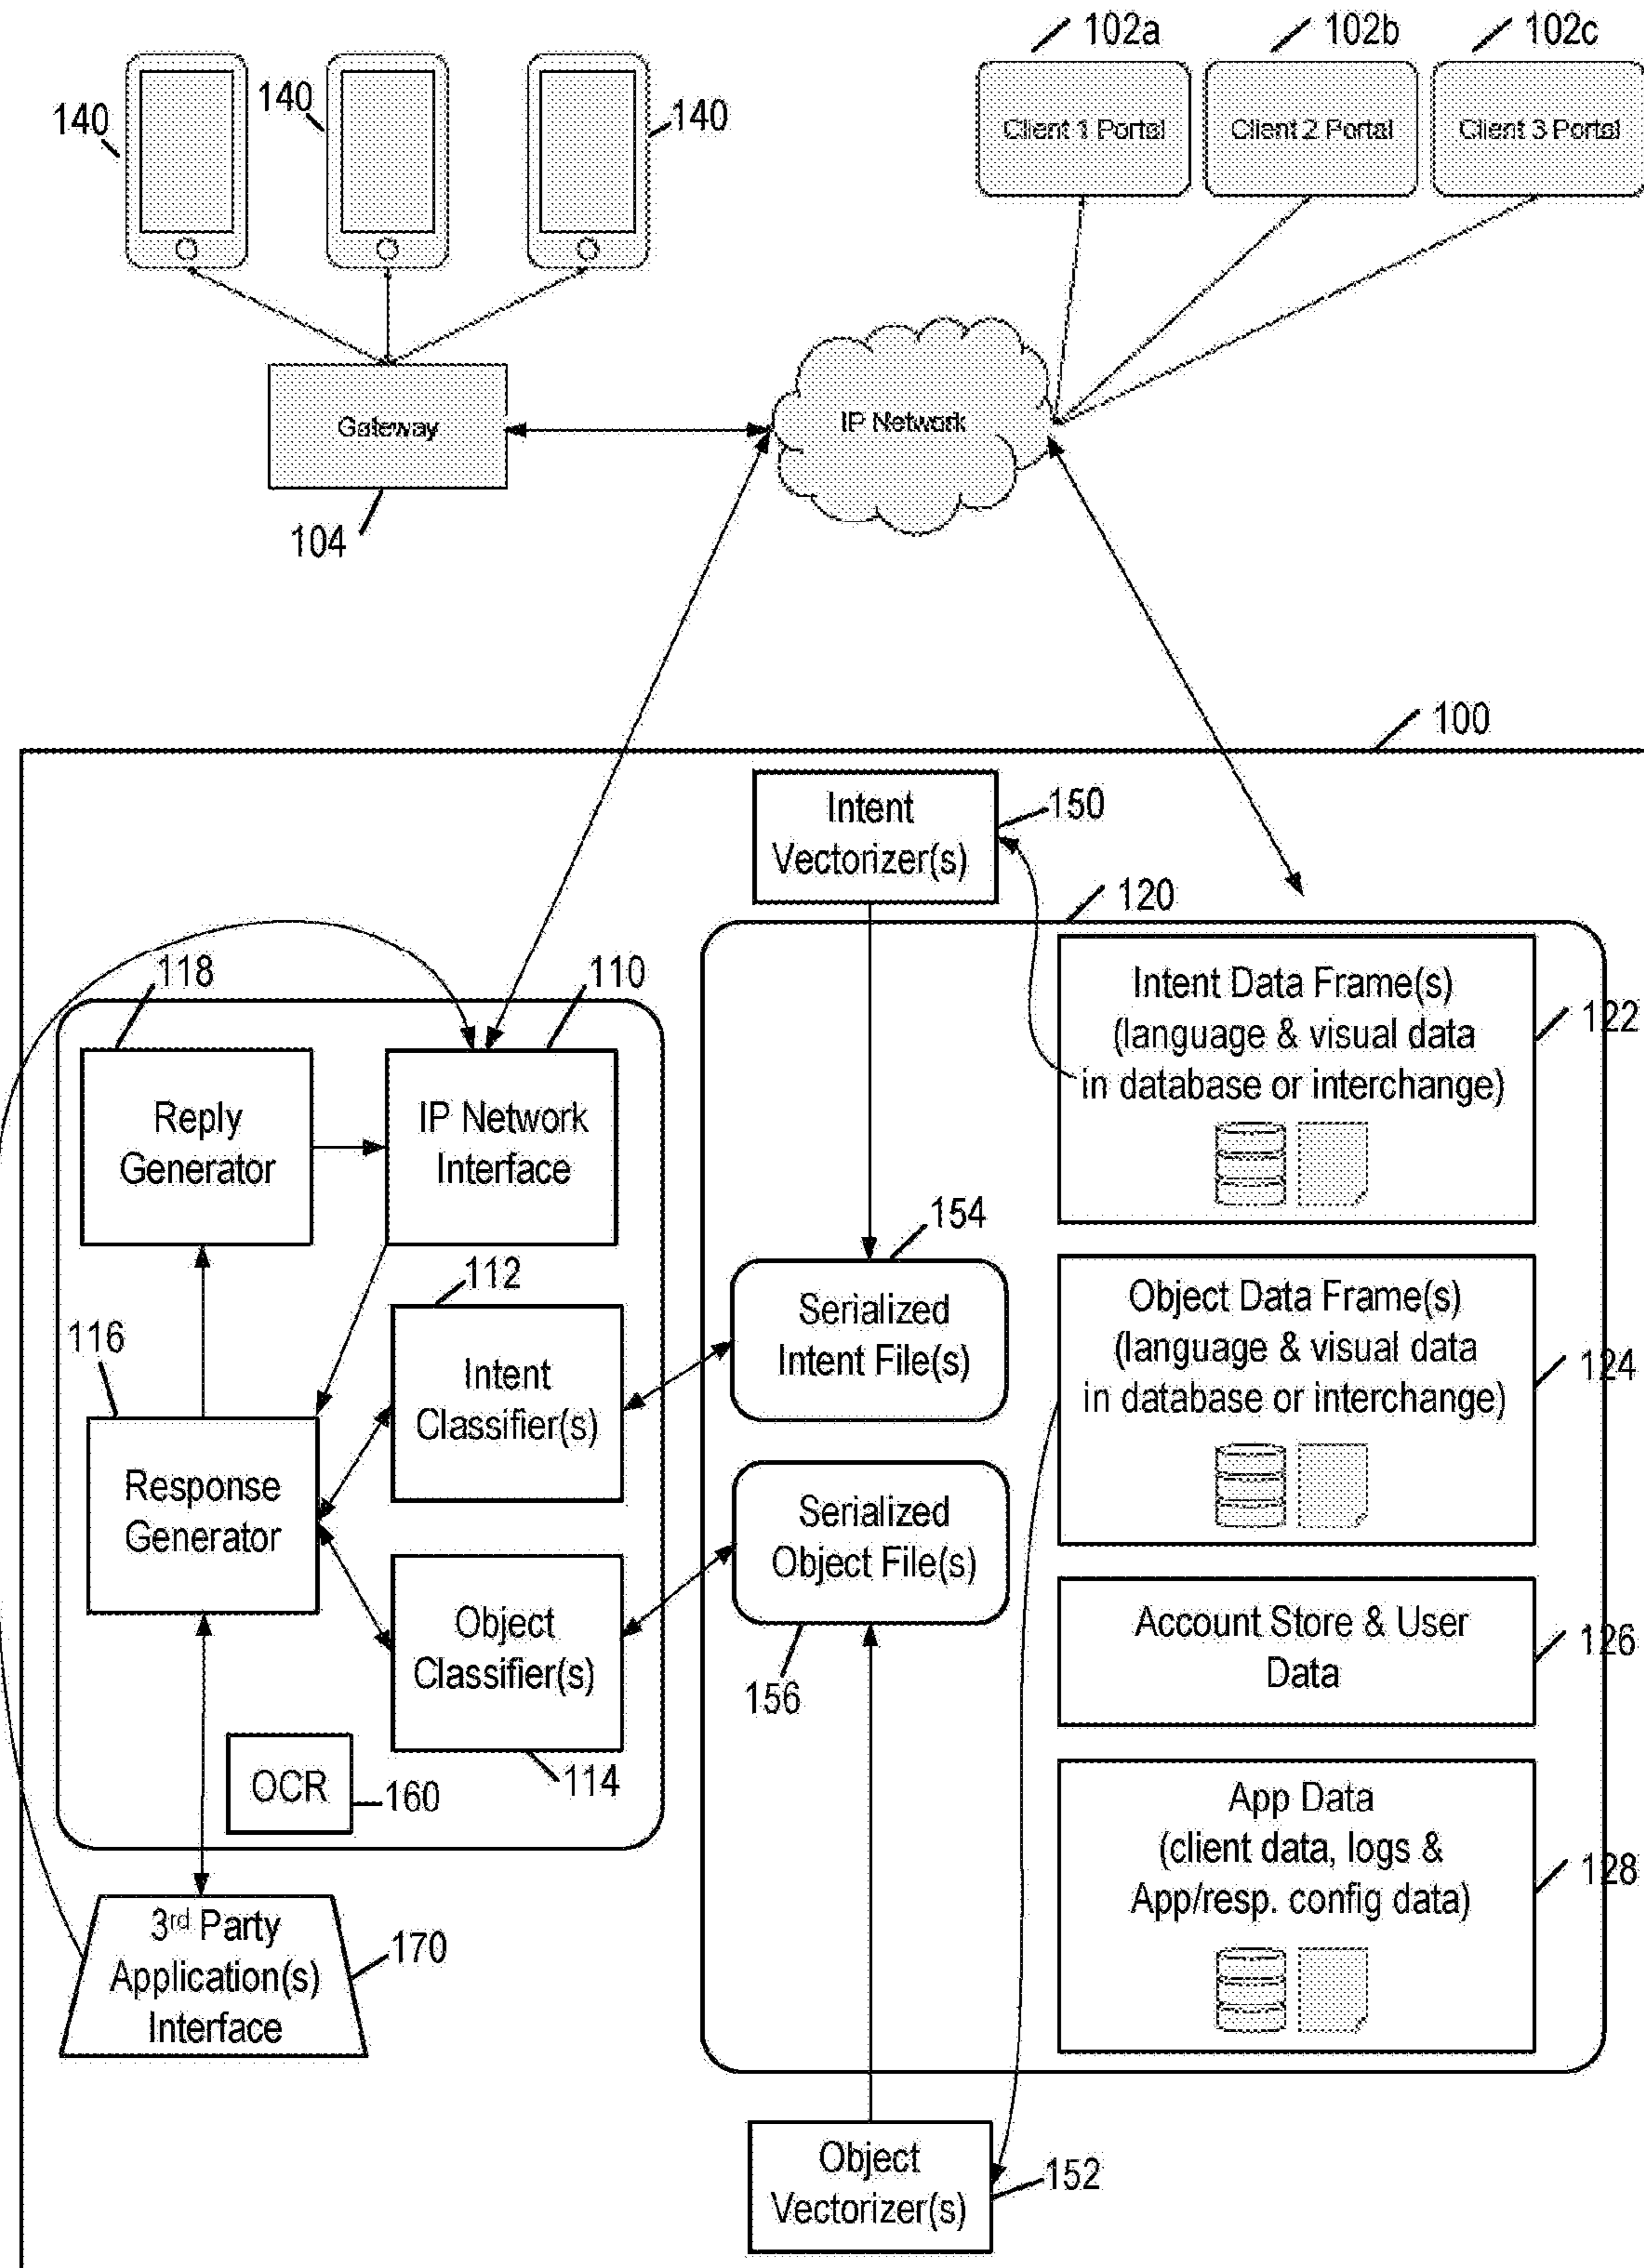 102a
102b
102c
140
140
140
Client 1 Portal
Client 2 Portal
Client 3 Portal
Gateway
IP Network
104
100
Intent
Vectorizer(s)
150
120
118
110
Intent Data Frame(s)
(language & visual data
in database or interchange)
122
Reply
Generator
IP Network
Interface
154
112
Serialized
Intent File(s)
Object Data Frame(s)
(language & visual data
in database or interchange)
124
116
Intent
Classifier(s)
Response
Generator
Serialized
Object File(s)
156
Object
Classifier(s)
114
Account Store & User
Data
126
OCR
160
App Data
(client data, logs &
App/resp. config data)
128
3rd Party
Application(s)
Interface
170
Object
Vectorizer(s)
152